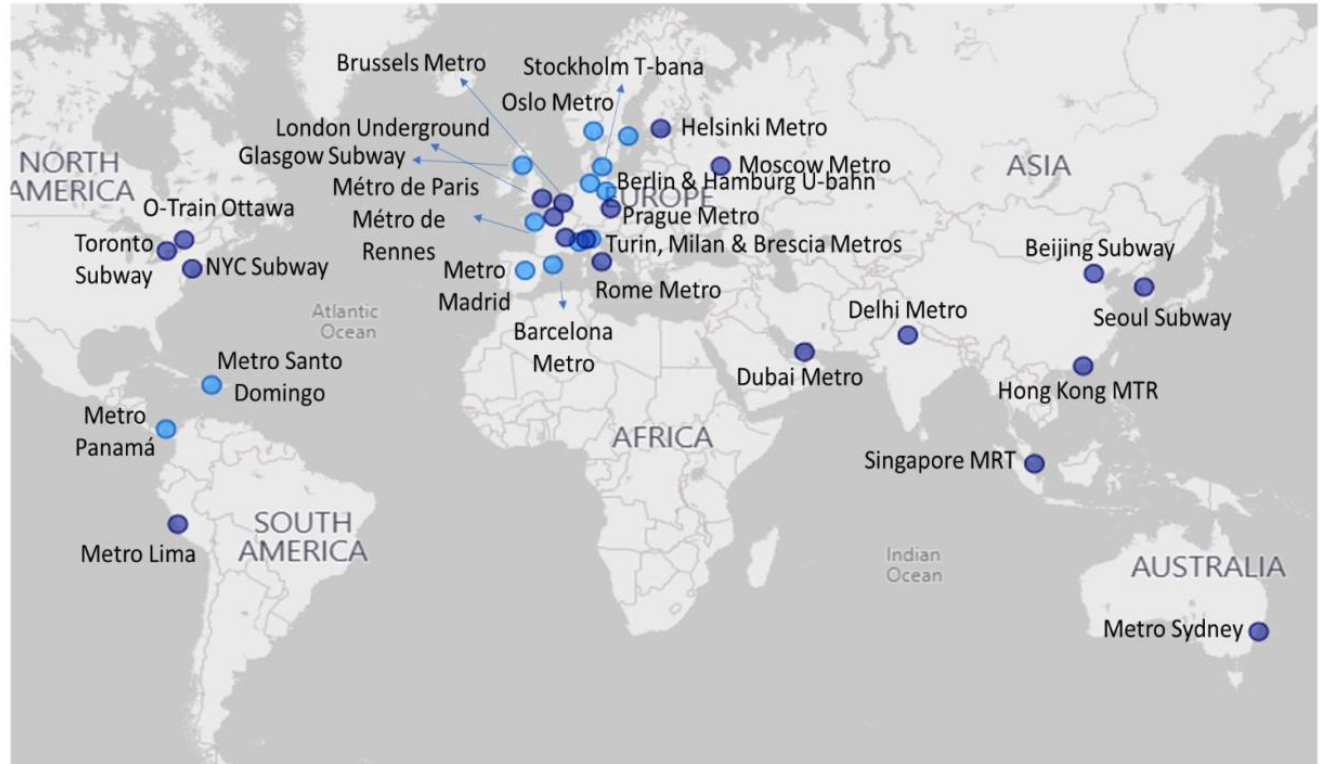 Brussels Metro
Stockholm T-bana
Oslo Metro
London Underground
Helsinki Metro
Glasgow Subway
Moscow Metro
ASIA
NORTH
AMERICA
Métro de Paris
Berlin & Hamburg U-bahn
EUROPE
O-Train Ottawa
Métro de
Rennes
Prague Metro
Toronto
Subway
Turin, Milan & Brescia Metros
Beijing Subway
NYC Subway
Metro
Madrid
Rome Metro
Atlantic
Ocean
Delhi Metro
Seoul Subway
Barcelona
Metro
Metro Santo
Domingo
Dubai Metro
Hong Kong MTR
Metro
Panamá
AFRICA
Singapore MRT
SOUTH
AMERICA
Metro Lima
Indian
Ocean
AUSTRALIA
Metro Sydney